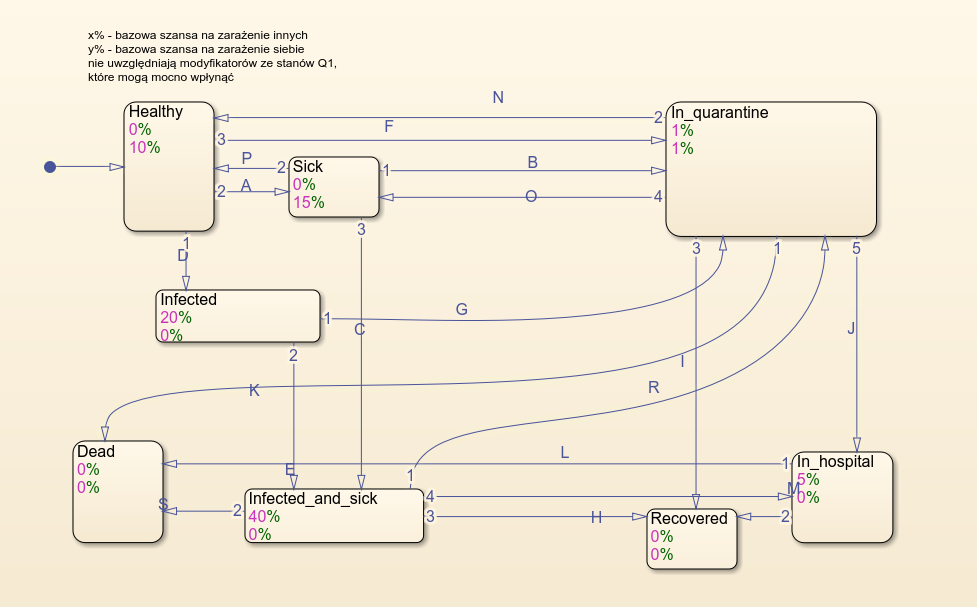 x% - bazowa szansa na zarażenie innych
y% - bazowa szansa na zarażenie siebie
nie uwzględniają modyfikatorów ze stanów Q1,
które mogą mocno wpłynąć
N
Healthy
0%
10%
2
In_quarantine
1%
1%
3
F
P
2
Sick
0%
15%
1
B
2
A
O
4
1
D
3
3
1
5
Infected
20%
0%
1
G
C
J
2
I
K
R
Dead
0%
0%
L
1
In_hospital
5%
0%
E
1
M
S
2
Infected_and_sick
40%
0%
4
3
H
Recovered
0%
0%
2